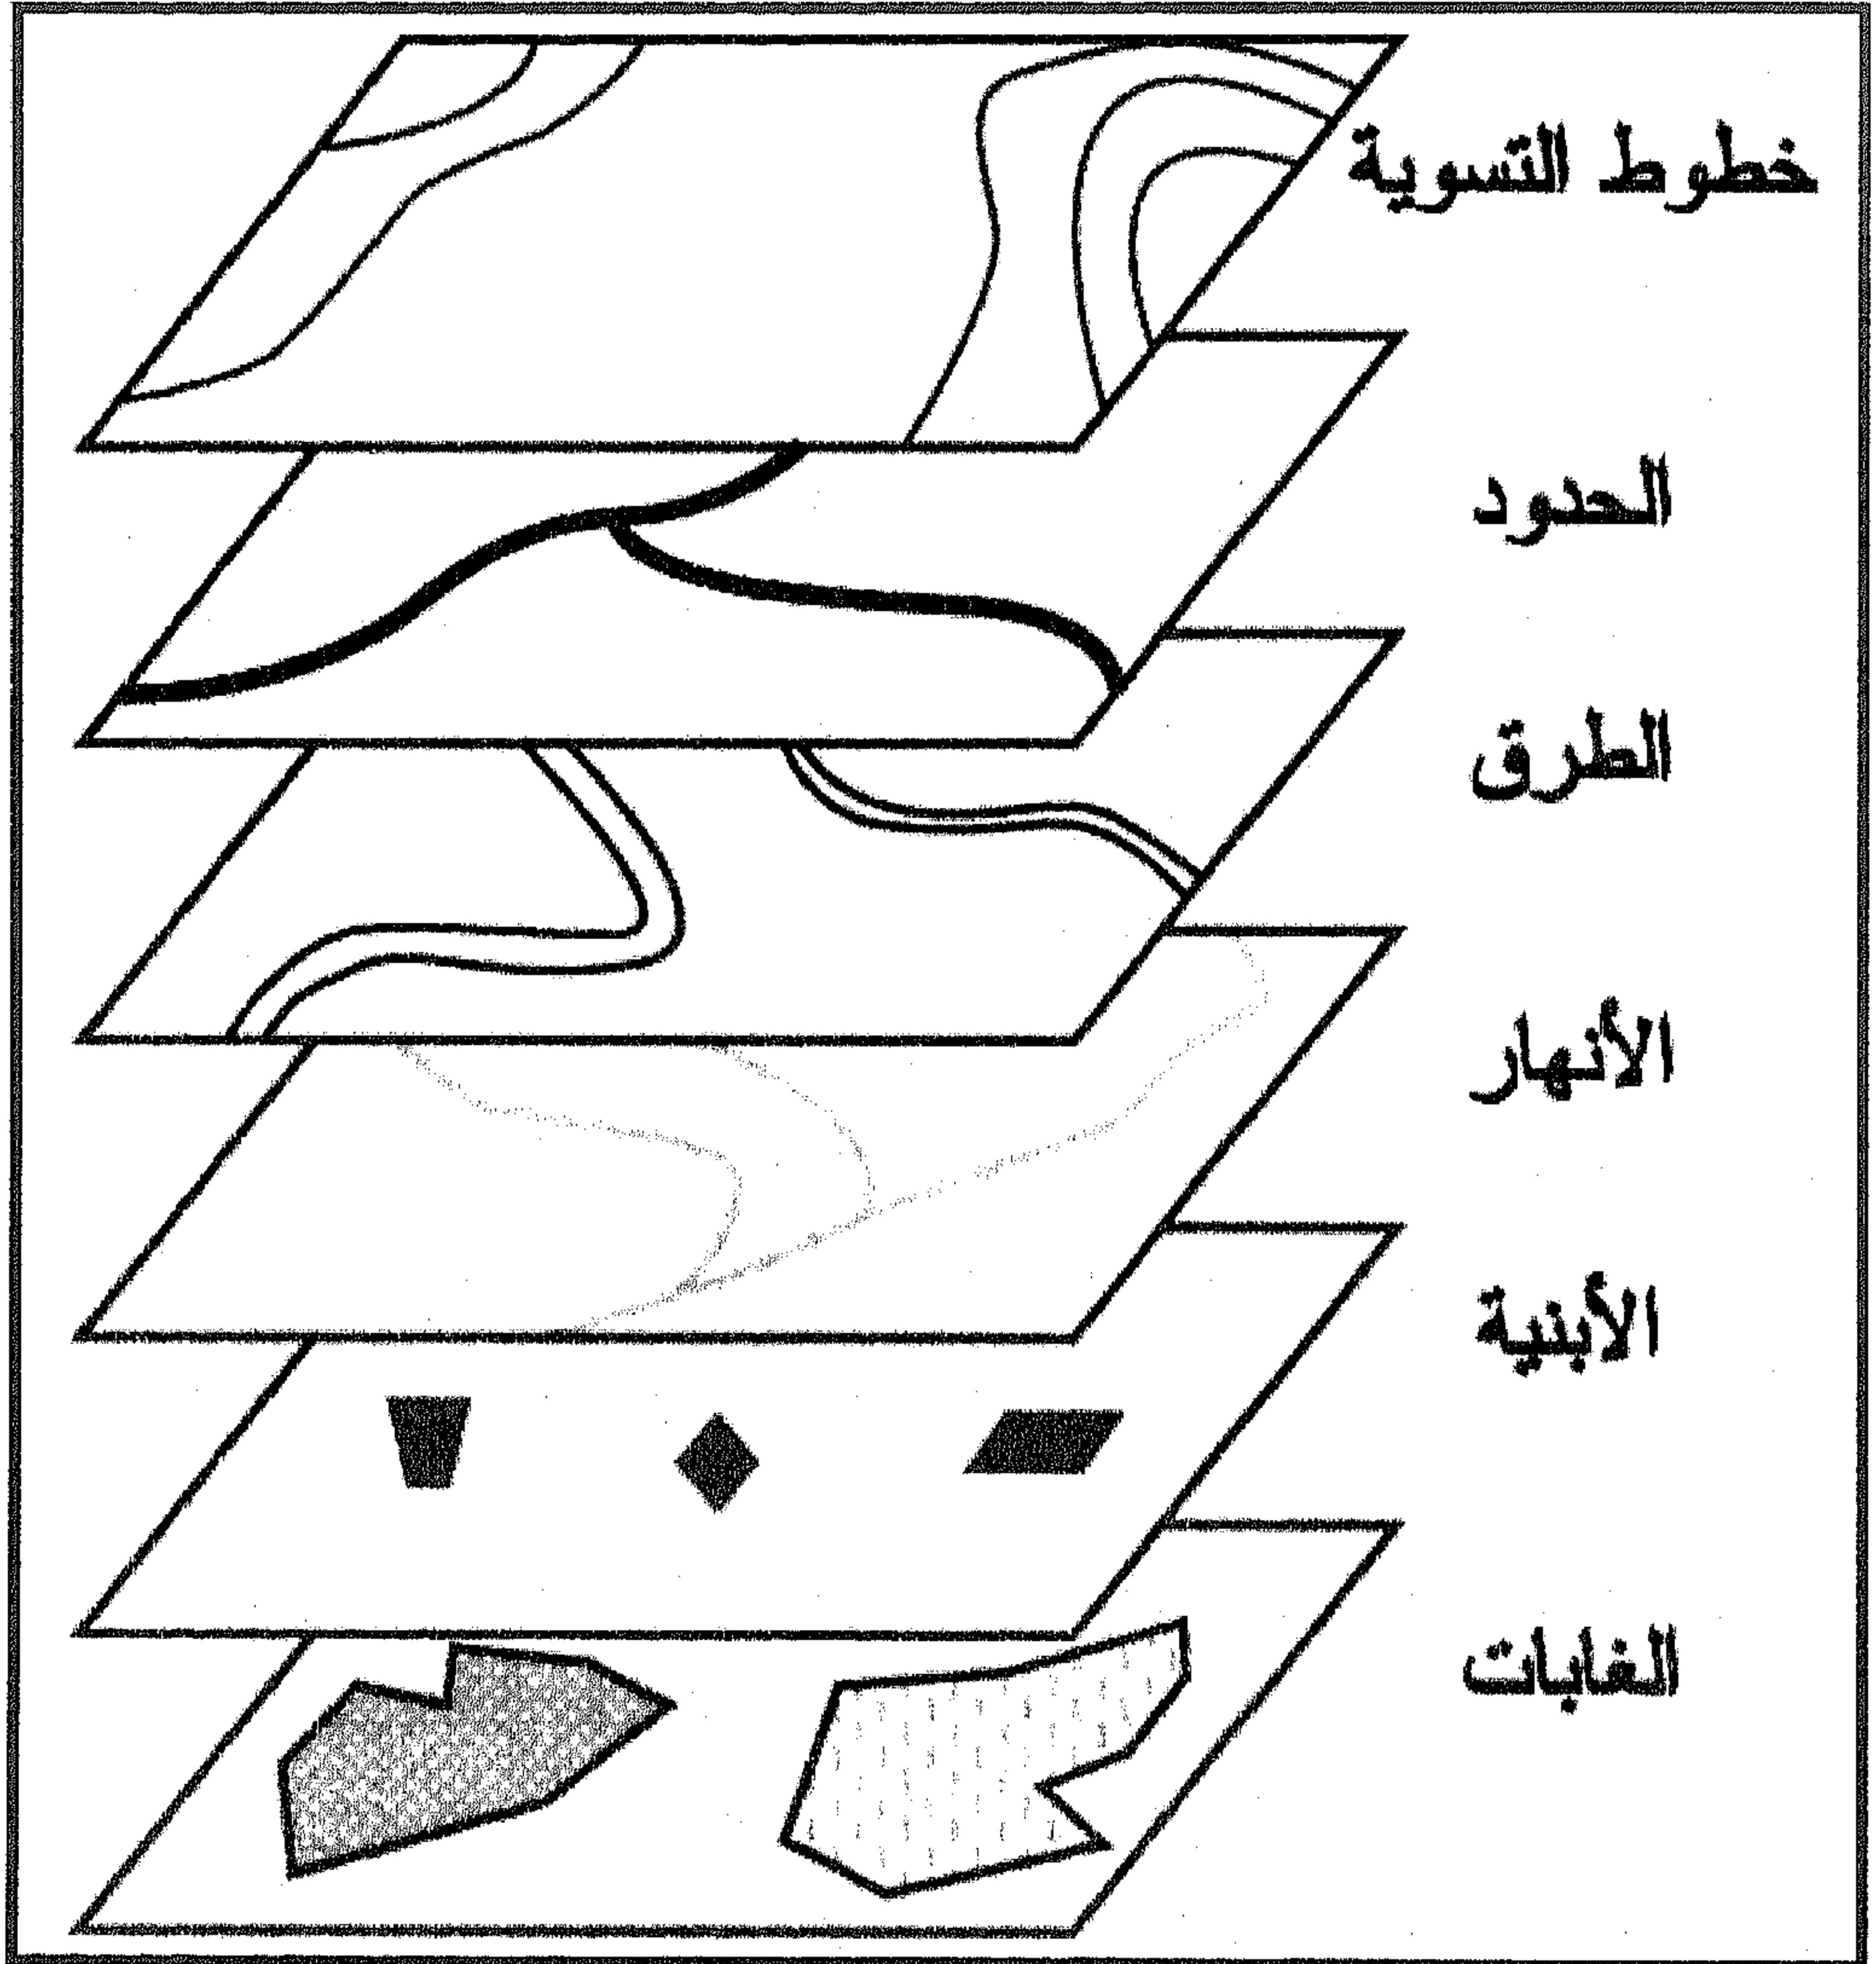 خطوط التسوية
الحدود
الطرق
الأنهار
الأبنية
الغابات